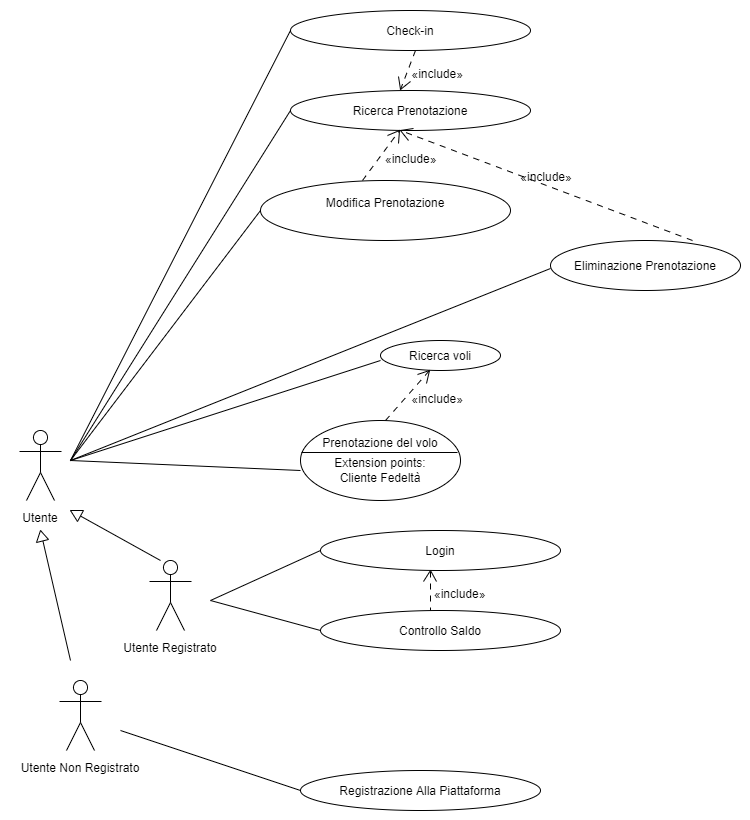 Check-in
«include»
Ricerca Prenotazione
«include»
«include»
Modifica Prenotazione
Eliminazione Prenotazione
Ricerca voli
«include»
Prenotazione del volo
Extension points:
Cliente Fedeltà
Utente
Login
«include»
Controllo Saldo
Utente Registrato
Utente Non Registrato
Registrazione Alla Piattaforma